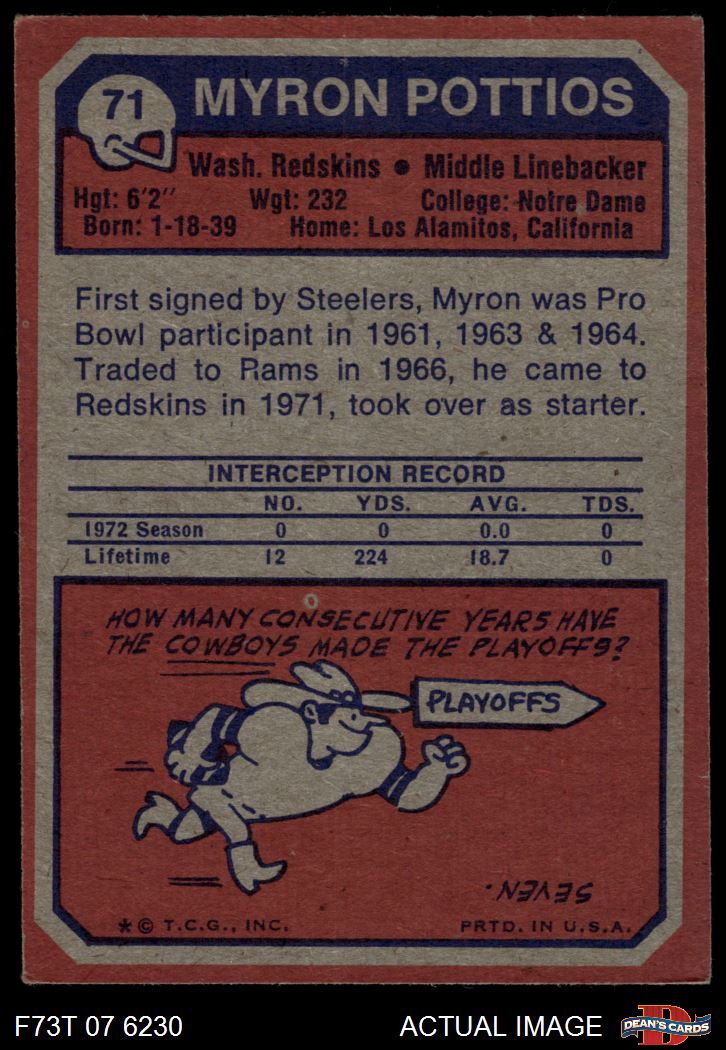 71
MYRON POTTIOS
Wash. Redskins • Middle Linebacker
Hgt: 6'2" Wgt: 232 College: Notre Dame
Born: 1-18-39 Home: Los Alamitos, California
First signed by Steelers, Myron was Pro
Bowl participant in 1961, 1963 & 1964.
Traded to Rams in 1966, he came to
Redskins in 1971, took over as starter.
INTERCEPTION RECORD
NO. YDS. AVG. TDS.
1972 Season 0 0 0.0 0
Lifetime 12 224 18.7 0
HOW MANY CONSECUTIVE YEARS HAVE
THE COWBOYS MADE THE PLAYOFFS?
PLAYOFFS
SEVEN.
* © T.C.G., INC. PRTD. IN U.S.A.
F73T 07 6230 ACTUAL IMAGE
D
DEAN'S CARDS